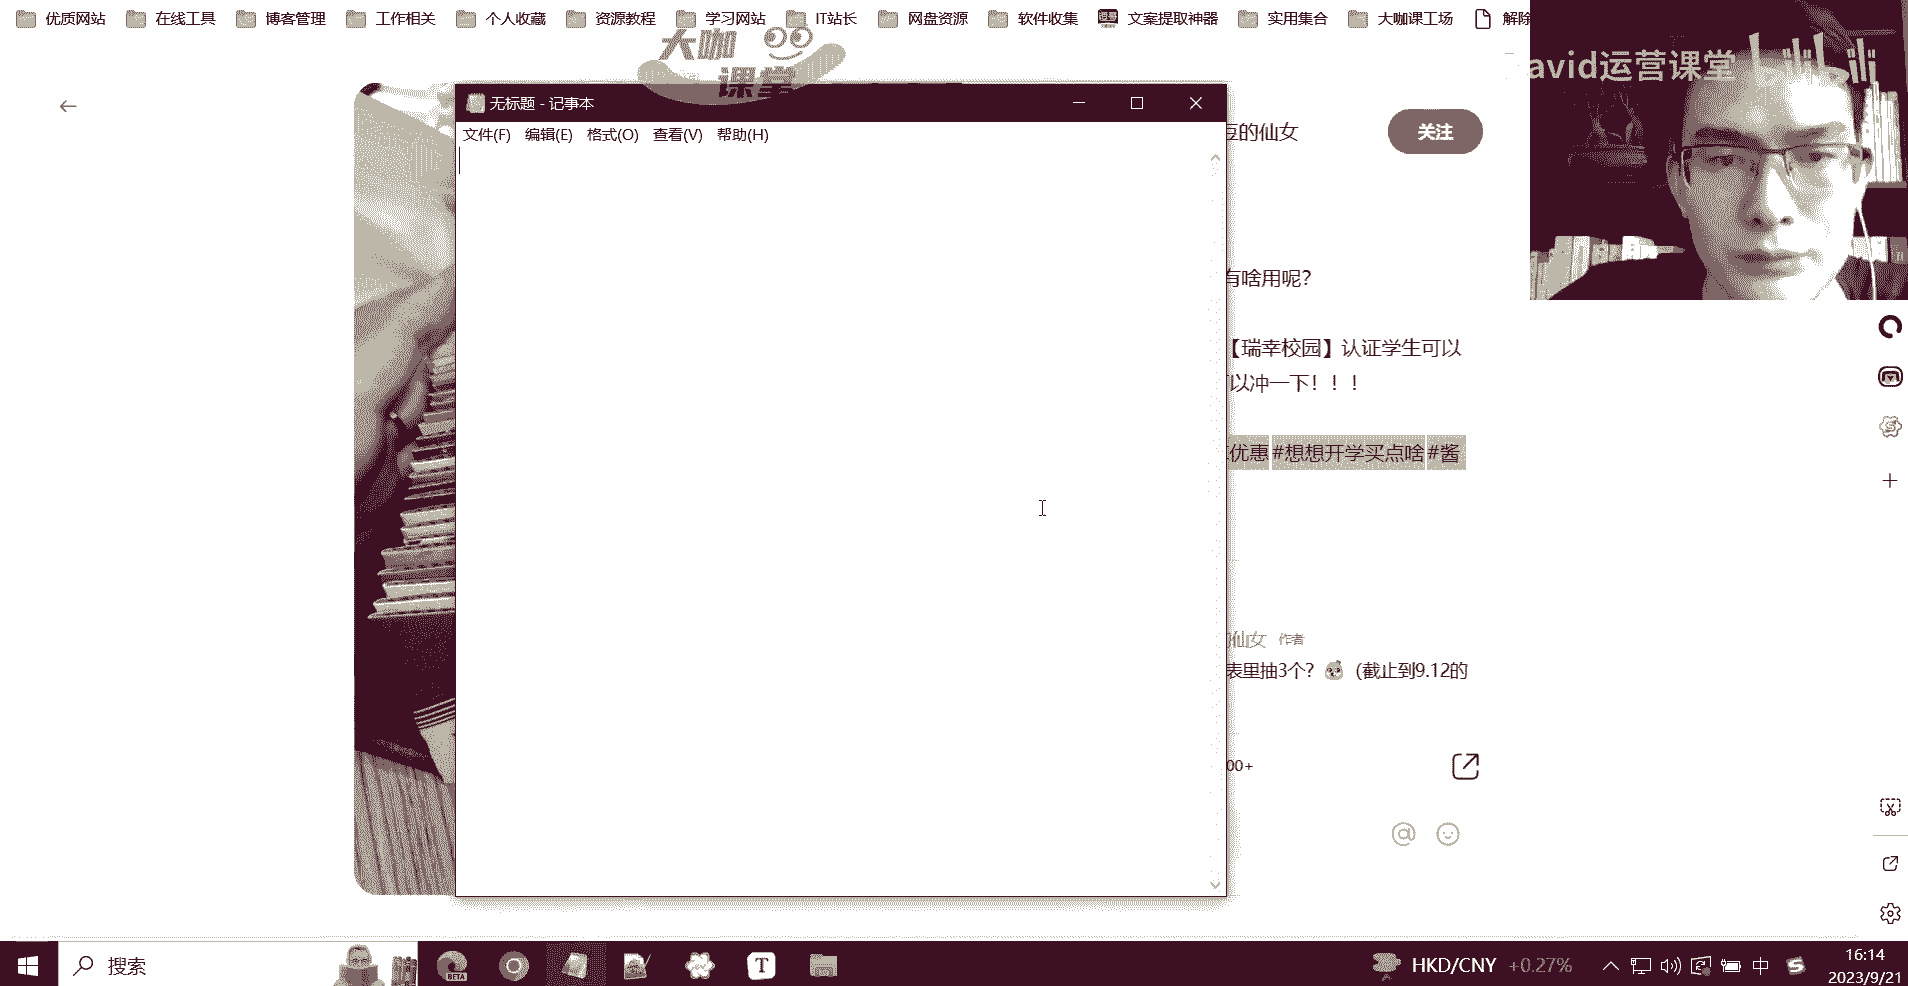 优质网站 在线工具 博客管理 工作相关 个人收藏 资源教程 学习网站 IT站长 网盘资源 软件收集 文案提取神器 实用集合 大咖课工场 解除
大咖
课堂
avid运营课堂 bilibili
无标题 - 记事本
文件(F) 编辑(E) 格式(O) 查看(V) 帮助(H)
的仙女
关注
有啥用呢？
【瑞幸校园】认证学生可以
以冲一下！！！
优惠 #想想开学买点啥 #酱
仙女 作者
表里抽3个？ （截止到9.12的
00+
搜索
BETA
T
HKD/CNY +0.27%
中
S
16:14
2023/9/21